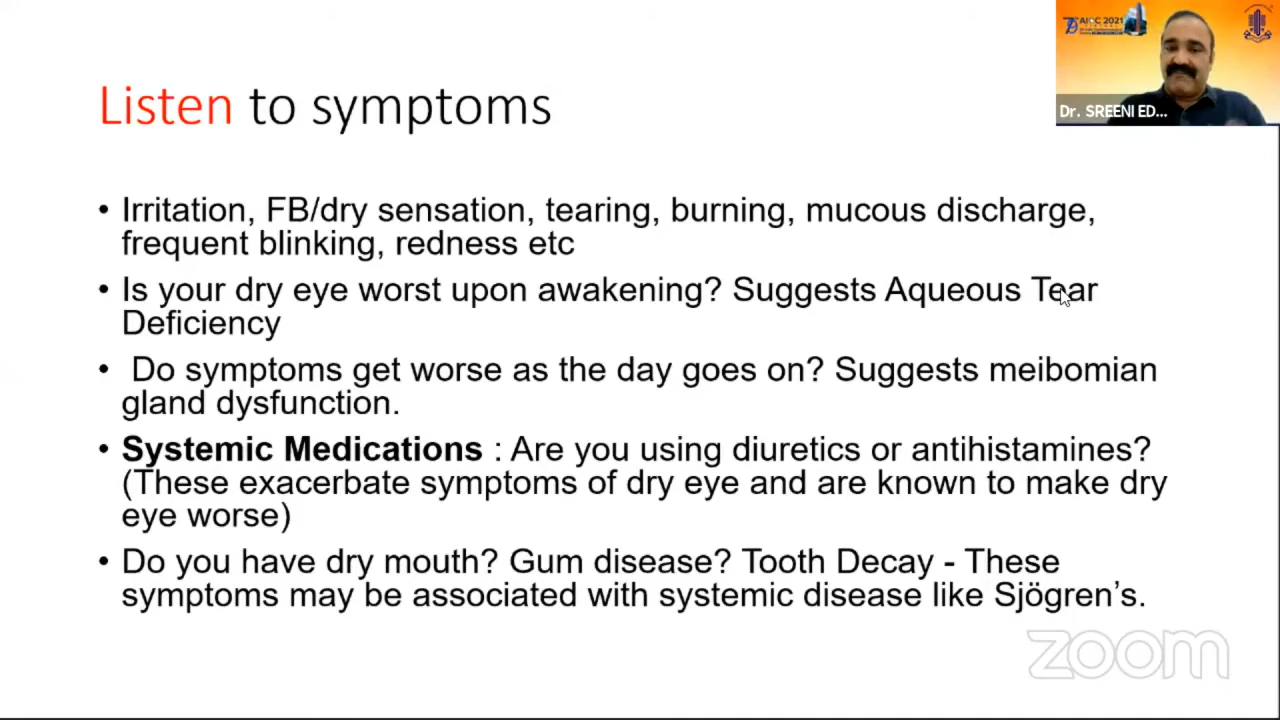 Listen to symptoms
• Irritation, FB/dry sensation, tearing, burning, mucous discharge,
frequent blinking, redness etc
• Is your dry eye worst upon awakening? Suggests Aqueous Tear
Deficiency
• Do symptoms get worse as the day goes on? Suggests meibomian
gland dysfunction.
• Systemic Medications : Are you using diuretics or antihistamines?
(These exacerbate symptoms of dry eye and are known to make dry
eye worse)
• Do you have dry mouth? Gum disease? Tooth Decay - These
symptoms may be associated with systemic disease like Sjögren’s.
AIOC 2021
Dr. SREENI ED...
zoom